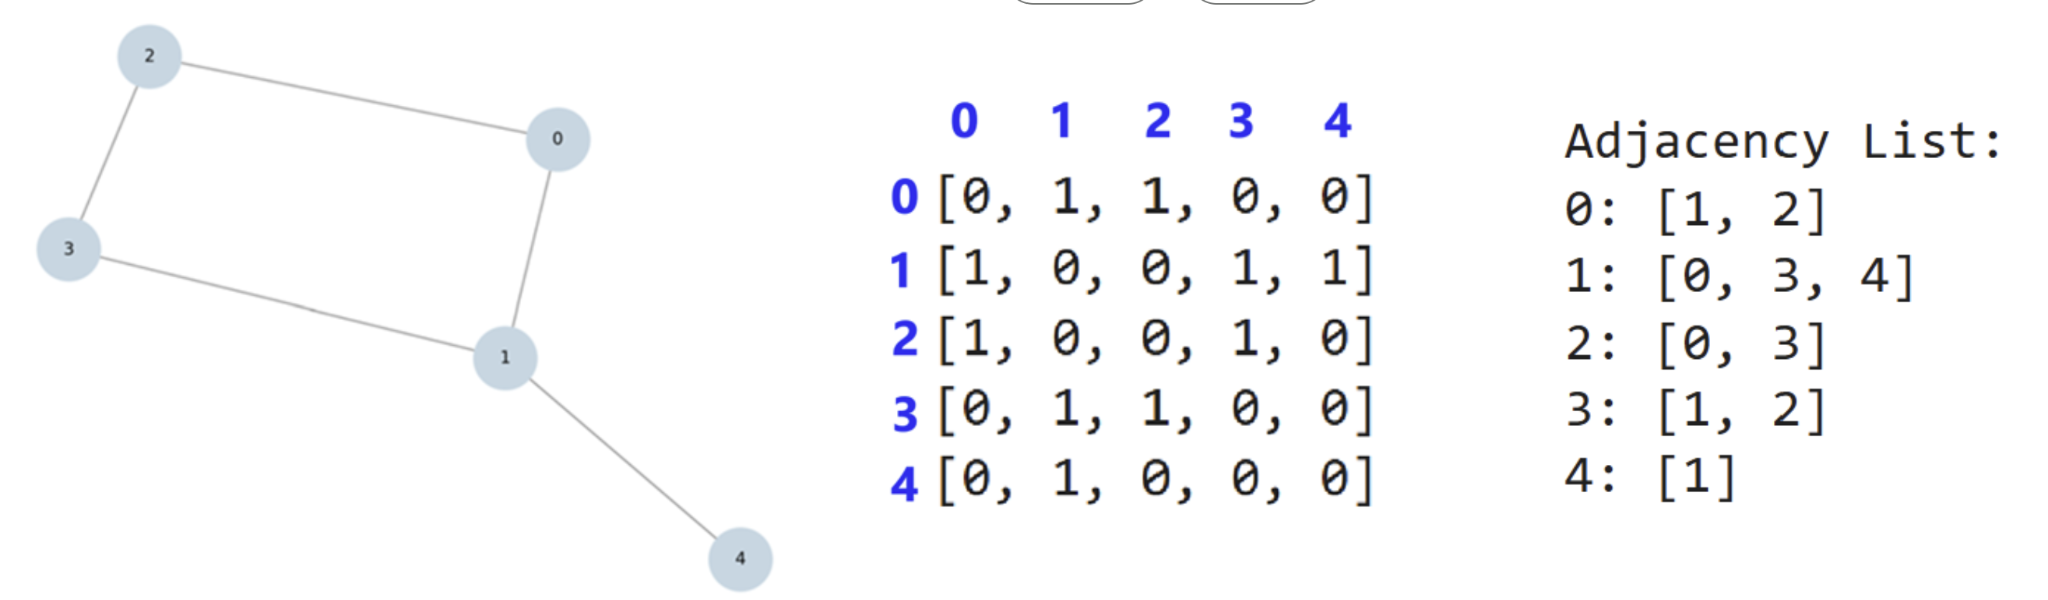 2
0
3
1
4
0 1 2 3 4
0 [0, 1, 1, 0, 0]
1 [1, 0, 0, 1, 1]
2 [1, 0, 0, 1, 0]
3 [0, 1, 1, 0, 0]
4 [0, 1, 0, 0, 0]
Adjacency List:
0: [1, 2]
1: [0, 3, 4]
2: [0, 3]
3: [1, 2]
4: [1]